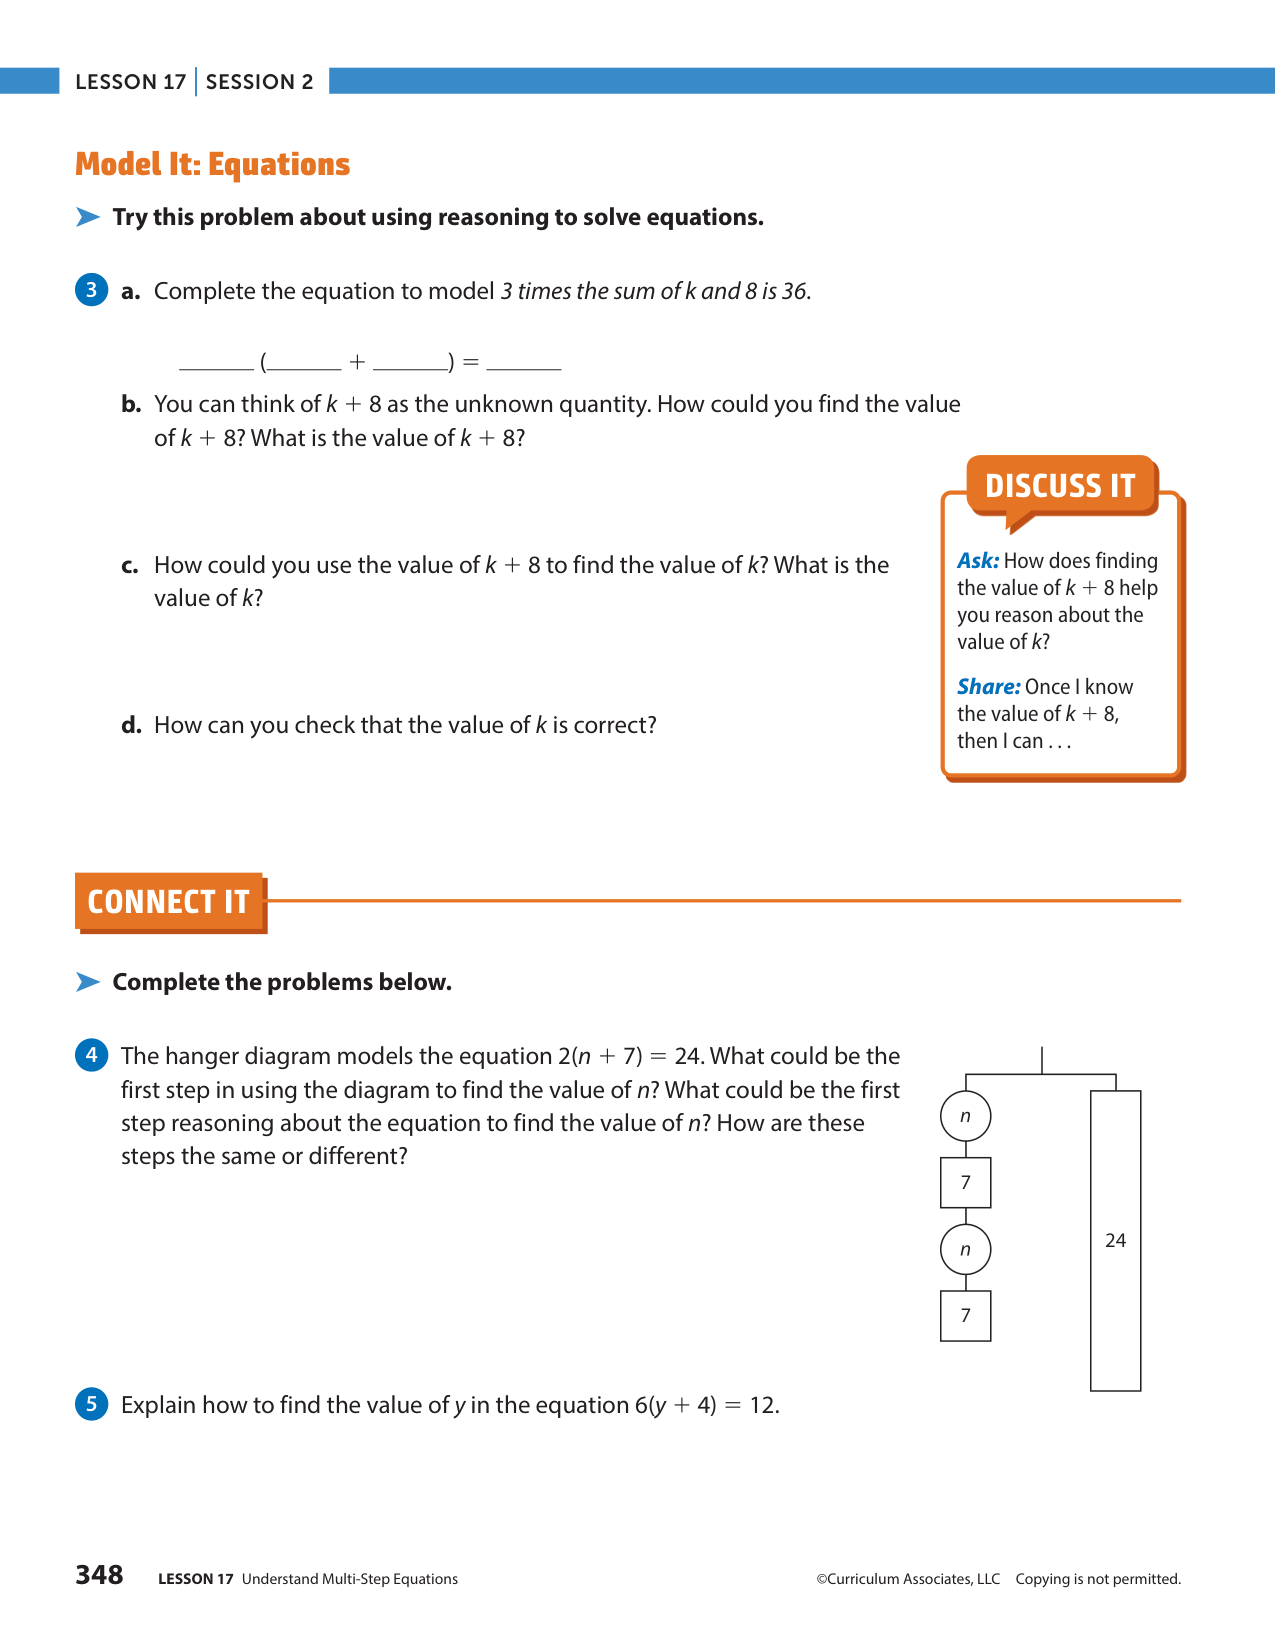 LESSON 17 | SESSION 2
Model It: Equations
Try this problem about using reasoning to solve equations.
3 a. Complete the equation to model 3 times the sum of k and 8 is 36.
______ (______ + ______) = ______
b. You can think of k + 8 as the unknown quantity. How could you find the value
of k + 8? What is the value of k + 8?
c. How could you use the value of k + 8 to find the value of k? What is the
value of k?
d. How can you check that the value of k is correct?
DISCUSS IT
Ask: How does finding
the value of k + 8 help
you reason about the
value of k?
Share: Once I know
the value of k + 8,
then I can . . .
CONNECT IT
Complete the problems below.
4 The hanger diagram models the equation 2(n + 7) = 24. What could be the
first step in using the diagram to find the value of n? What could be the first
step reasoning about the equation to find the value of n? How are these
steps the same or different?
n
7
n
7
24
5 Explain how to find the value of y in the equation 6(y + 4) = 12.
348 LESSON 17 Understand Multi-Step Equations
©Curriculum Associates, LLC Copying is not permitted.